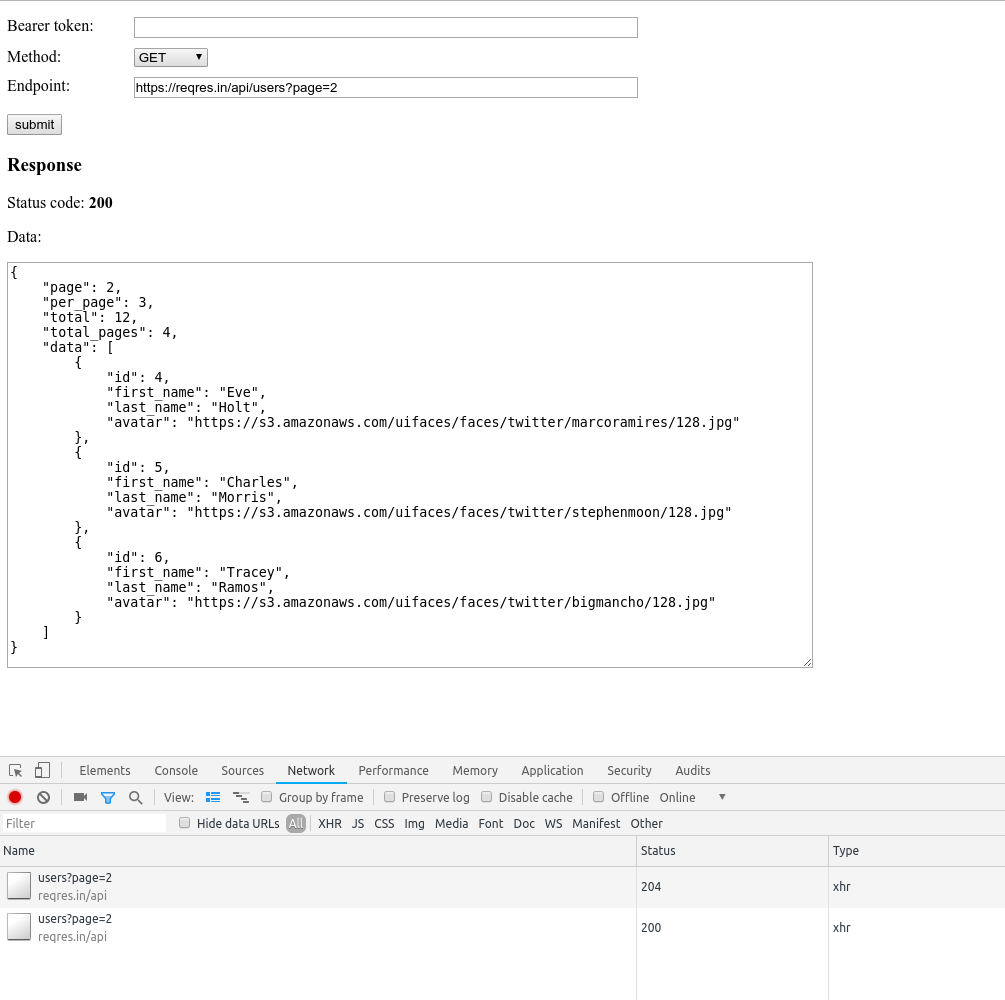 Bearer token:
Method: GET
Endpoint: https://reqres.in/api/users?page=2
submit
Response
Status code: 200
Data:
{
    "page": 2,
    "per_page": 3,
    "total": 12,
    "total_pages": 4,
    "data": [
        {
            "id": 4,
            "first_name": "Eve",
            "last_name": "Holt",
            "avatar": "https://s3.amazonaws.com/uifaces/faces/twitter/marcoramires/128.jpg"
        },
        {
            "id": 5,
            "first_name": "Charles",
            "last_name": "Morris",
            "avatar": "https://s3.amazonaws.com/uifaces/faces/twitter/stephenmoon/128.jpg"
        },
        {
            "id": 6,
            "first_name": "Tracey",
            "last_name": "Ramos",
            "avatar": "https://s3.amazonaws.com/uifaces/faces/twitter/bigmancho/128.jpg"
        }
    ]
}
Elements Console Sources Network Performance Memory Application Security Audits
View: Group by frame Preserve log Disable cache Offline Online
Filter Hide data URLs All XHR JS CSS Img Media Font Doc WS Manifest Other
Name Status Type
users?page=2
reqres.in/api 204 xhr
users?page=2
reqres.in/api 200 xhr